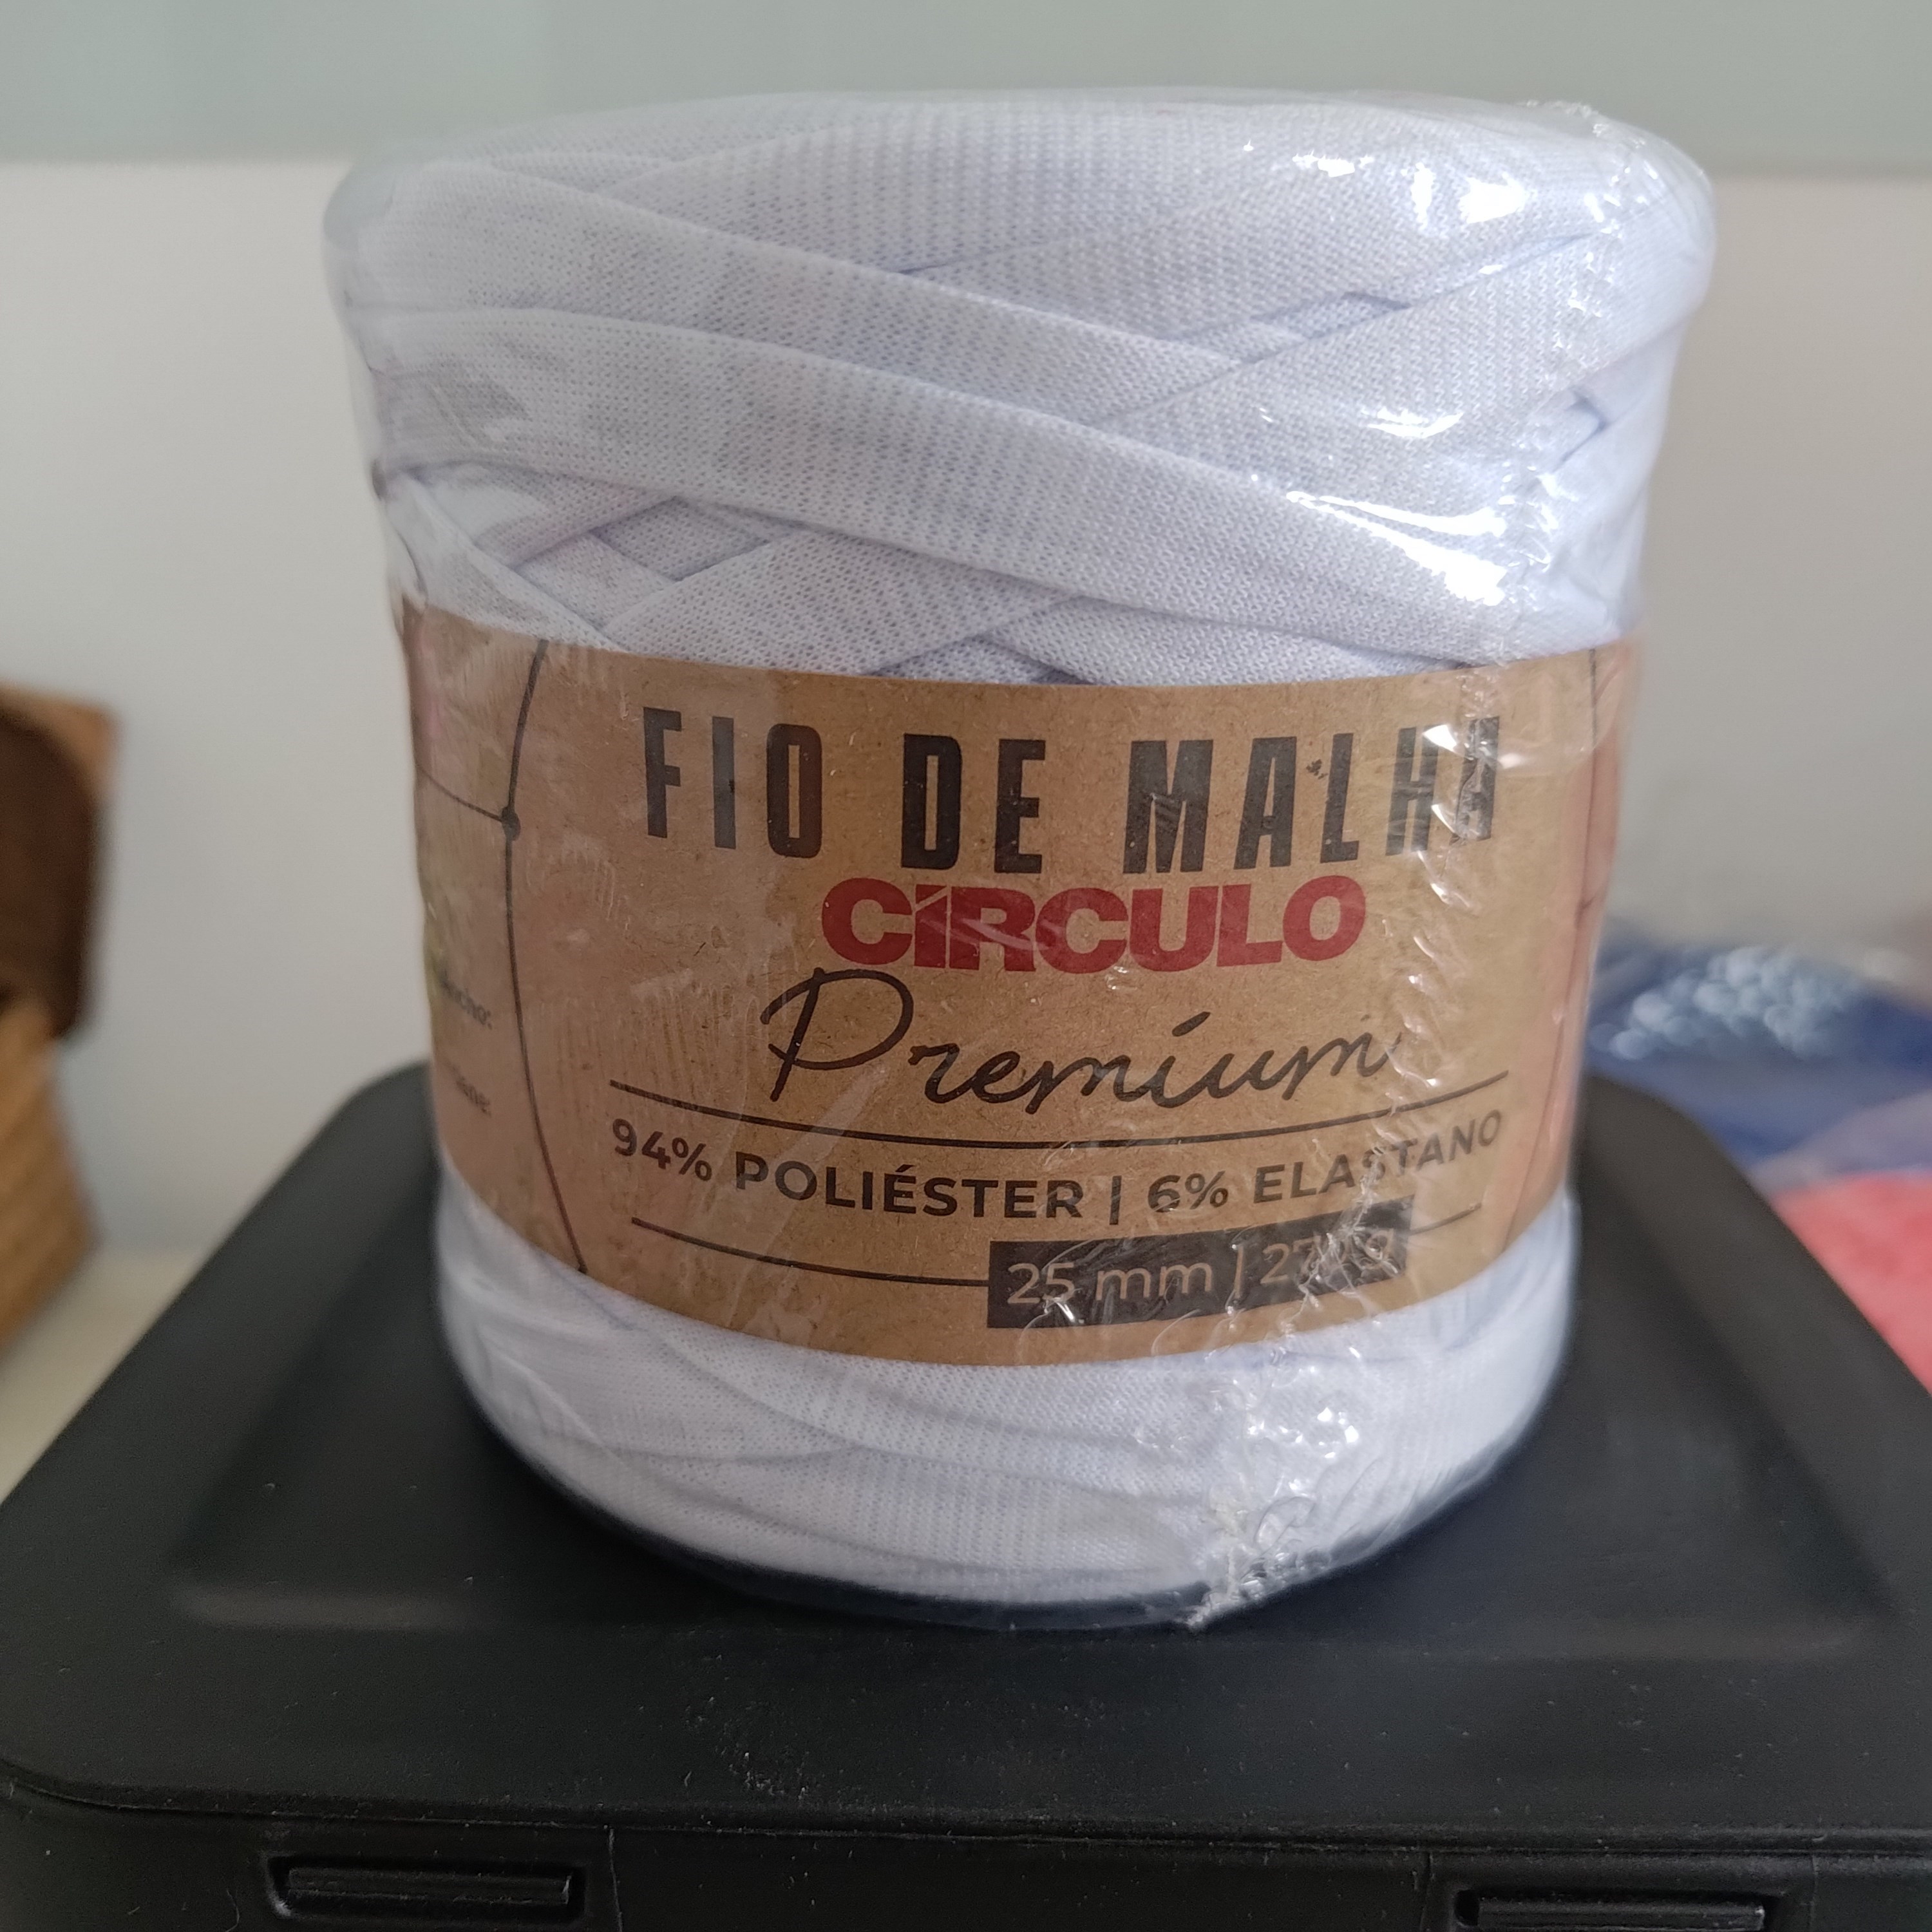 FIO DE MALHA
CÍRCULO
Premium
94% POLIÉSTER | 6% ELASTANO
25 mm |